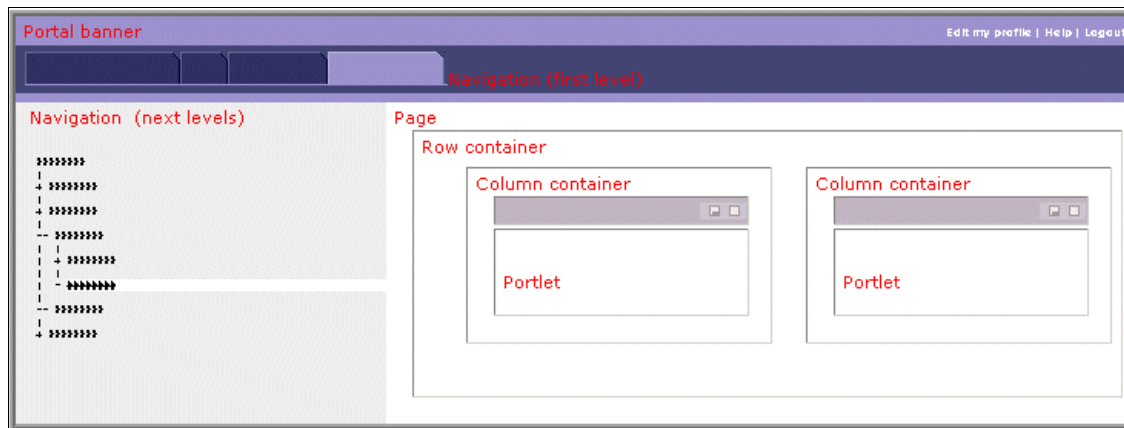 Portal banner
Edit my profile | Help | Logout
Navigation (first level)
Navigation (next levels)
Page
Row container
Column container
Column container
Portlet
Portlet